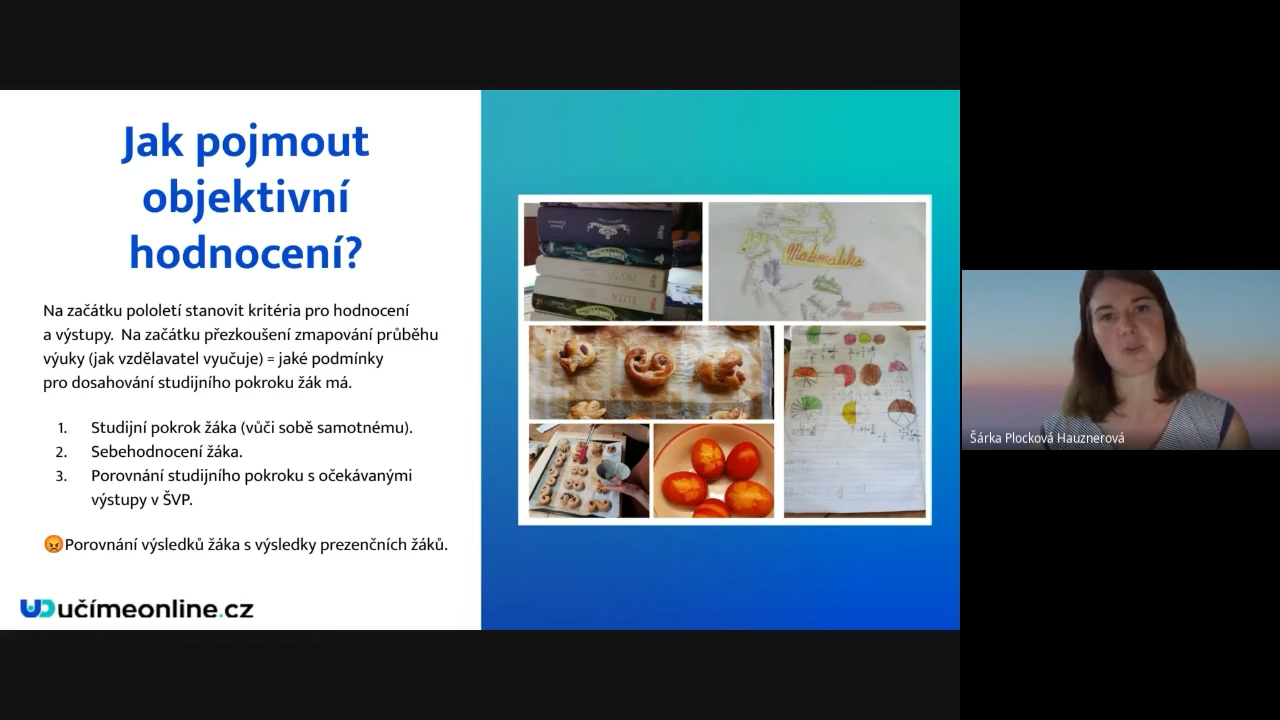 Jak pojmout
objektivní
hodnocení?
Na začátku pololetí stanovit kritéria pro hodnocení
a výstupy.  Na začátku přezkoušení zmapování průběhu
výuky (jak vzdělavatel vyučuje) = jaké podmínky
pro dosahování studijního pokroku žák má.
1. Studijní pokrok žáka (vůči sobě samotnému).
2. Sebehodnocení žáka.
3. Porovnání studijního pokroku s očekávanými
výstupy v ŠVP.
😡Porovnání výsledků žáka s výsledky prezenčních žáků.
učímeonline.cz
Matematika
PRVNÍ
ELITA
Šárka Plocková Hauznerová